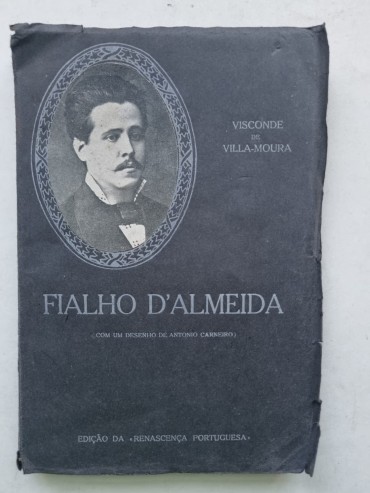 VISCONDE
DE
VILLA-MOURA
FIALHO D'ALMEIDA
(COM UM DESENHO DE ANTONIO CARNEIRO)
EDIÇÃO DA «RENASCENÇA PORTUGUESA»